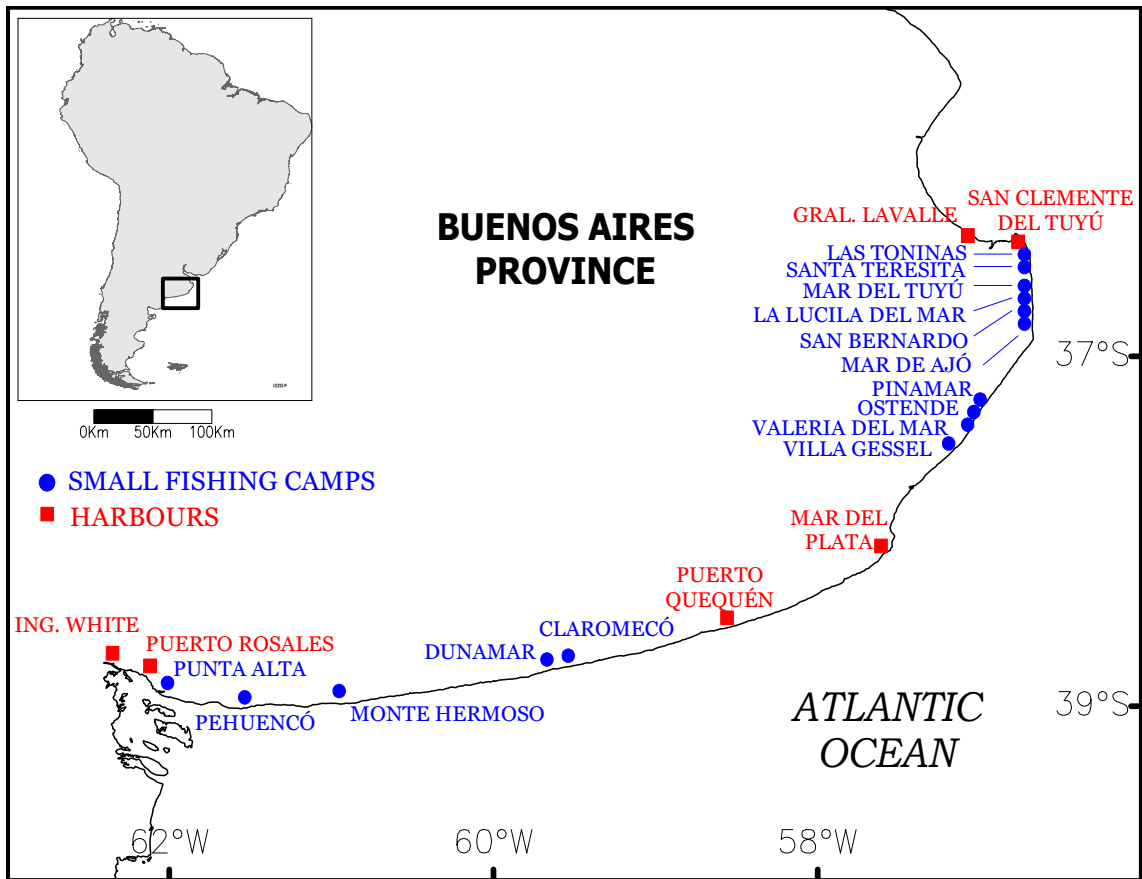 BUENOS AIRES
PROVINCE
SAN CLEMENTE
DEL TUYÚ
GRAL. LAVALLE
LAS TONINAS
SANTA TERESITA
MAR DEL TUYÚ
LA LUCILA DEL MAR
SAN BERNARDO
MAR DE AJÓ
37°S
PINAMAR
OSTENDE
VALERIA DEL MAR
VILLA GESSEL
0Km 50Km 100Km
SMALL FISHING CAMPS
HARBOURS
MAR DEL
PLATA
PUERTO
QUEQUÉN
CLAROMECÓ
DUNAMAR
ING. WHITE
PUERTO ROSALES
PUNTA ALTA
PEHUENCÓ
MONTE HERMOSO
ATLANTIC
OCEAN
39°S
62°W
60°W
58°W